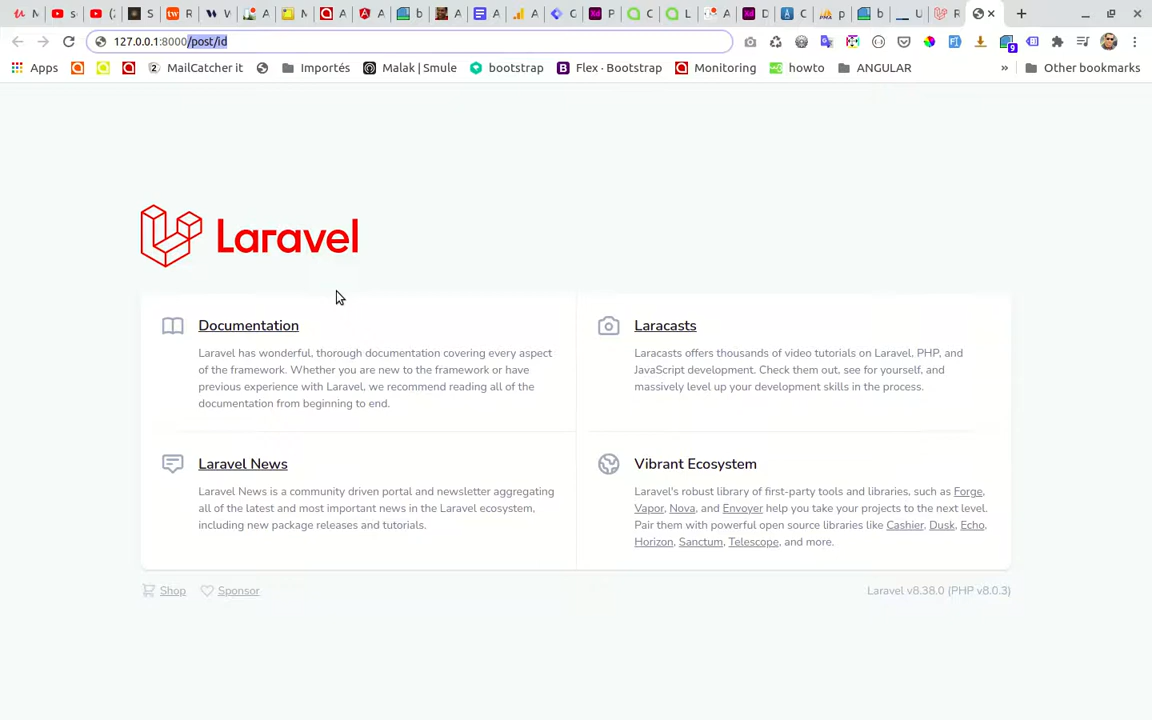 M
s
(
S
tw
R
W
A
M
A
A
b
A
A
A
C
Xd
P
C
L
A
Xd
D
C
PMA
p
b
U
R
127.0.0.1:8000/post/id
9
Apps
MailCatcher it
Importés
Malak | Smule
bootstrap
Flex · Bootstrap
Monitoring
howto
ANGULAR
»
Other bookmarks
Laravel
Documentation
Laravel has wonderful, thorough documentation covering every aspect
of the framework. Whether you are new to the framework or have
previous experience with Laravel, we recommend reading all of the
documentation from beginning to end.
Laracasts
Laracasts offers thousands of video tutorials on Laravel, PHP, and
JavaScript development. Check them out, see for yourself, and
massively level up your development skills in the process.
Laravel News
Laravel News is a community driven portal and newsletter aggregating
all of the latest and most important news in the Laravel ecosystem,
including new package releases and tutorials.
Vibrant Ecosystem
Laravel's robust library of first-party tools and libraries, such as Forge,
Vapor, Nova, and Envoyer help you take your projects to the next level.
Pair them with powerful open source libraries like Cashier, Dusk, Echo,
Horizon, Sanctum, Telescope, and more.
Shop
Sponsor
Laravel v8.38.0 (PHP v8.0.3)